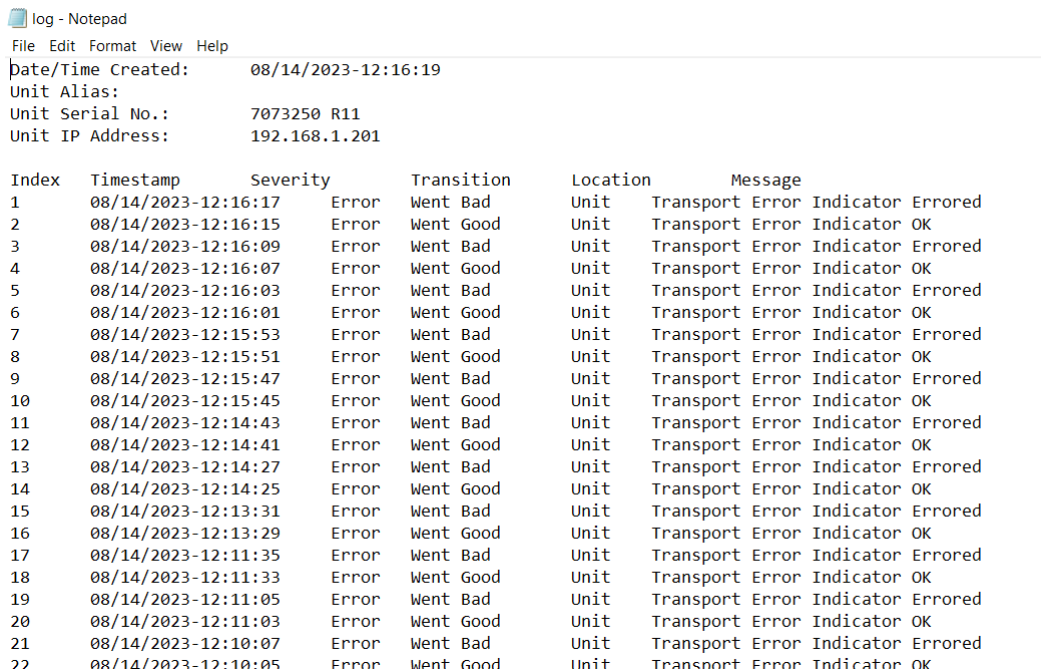 log - Notepad
File Edit Format View Help
Date/Time Created: 08/14/2023-12:16:19
Unit Alias:
Unit Serial No.: 7073250 R11
Unit IP Address: 192.168.1.201
Index Timestamp Severity Transition Location Message
1 08/14/2023-12:16:17 Error Went Bad Unit Transport Error Indicator Errored
2 08/14/2023-12:16:15 Error Went Good Unit Transport Error Indicator OK
3 08/14/2023-12:16:09 Error Went Bad Unit Transport Error Indicator Errored
4 08/14/2023-12:16:07 Error Went Good Unit Transport Error Indicator OK
5 08/14/2023-12:16:03 Error Went Bad Unit Transport Error Indicator Errored
6 08/14/2023-12:16:01 Error Went Good Unit Transport Error Indicator OK
7 08/14/2023-12:15:53 Error Went Bad Unit Transport Error Indicator Errored
8 08/14/2023-12:15:51 Error Went Good Unit Transport Error Indicator OK
9 08/14/2023-12:15:47 Error Went Bad Unit Transport Error Indicator Errored
10 08/14/2023-12:15:45 Error Went Good Unit Transport Error Indicator OK
11 08/14/2023-12:14:43 Error Went Bad Unit Transport Error Indicator Errored
12 08/14/2023-12:14:41 Error Went Good Unit Transport Error Indicator OK
13 08/14/2023-12:14:27 Error Went Bad Unit Transport Error Indicator Errored
14 08/14/2023-12:14:25 Error Went Good Unit Transport Error Indicator OK
15 08/14/2023-12:13:31 Error Went Bad Unit Transport Error Indicator Errored
16 08/14/2023-12:13:29 Error Went Good Unit Transport Error Indicator OK
17 08/14/2023-12:11:35 Error Went Bad Unit Transport Error Indicator Errored
18 08/14/2023-12:11:33 Error Went Good Unit Transport Error Indicator OK
19 08/14/2023-12:11:05 Error Went Bad Unit Transport Error Indicator Errored
20 08/14/2023-12:11:03 Error Went Good Unit Transport Error Indicator OK
21 08/14/2023-12:10:07 Error Went Bad Unit Transport Error Indicator Errored
22 08/14/2023-12:10:05 Error Went Good Unit Transport Error Indicator OK